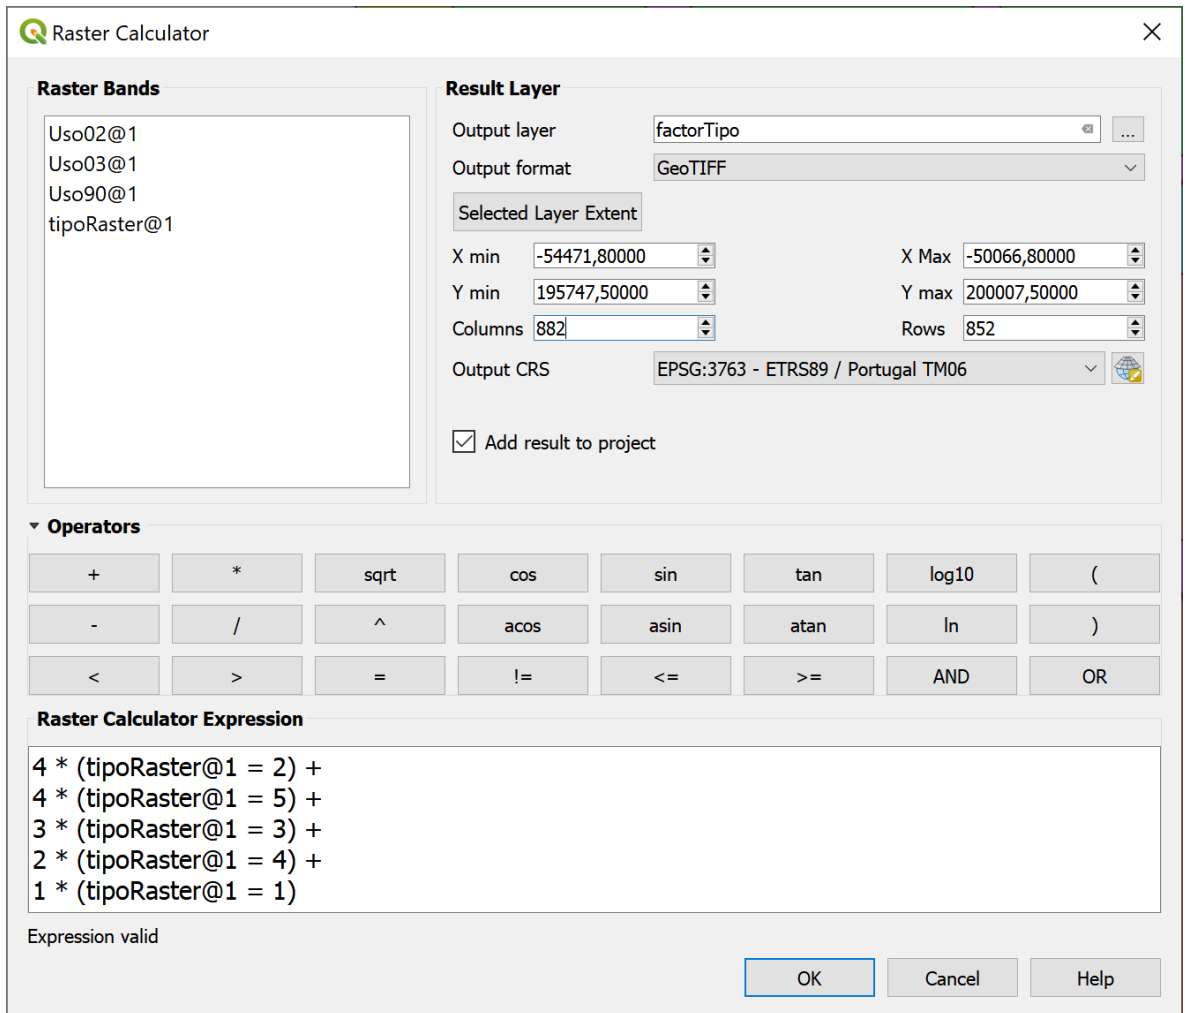 Raster Calculator
Raster Bands
Uso02@1
Uso03@1
Uso90@1
tipoRaster@1
Result Layer
Output layer factorTipo ...
Output format GeoTIFF
Selected Layer Extent
X min -54471,80000 X Max -50066,80000
Y min 195747,50000 Y max 200007,50000
Columns 882 Rows 852
Output CRS EPSG:3763 - ETRS89 / Portugal TM06
Add result to project
Operators
+ * sqrt cos sin tan log10 (
- / ^ acos asin atan ln )
< > = != <= >= AND OR
Raster Calculator Expression
4 * (tipoRaster@1 = 2) +
4 * (tipoRaster@1 = 5) +
3 * (tipoRaster@1 = 3) +
2 * (tipoRaster@1 = 4) +
1 * (tipoRaster@1 = 1)
Expression valid
OK Cancel Help